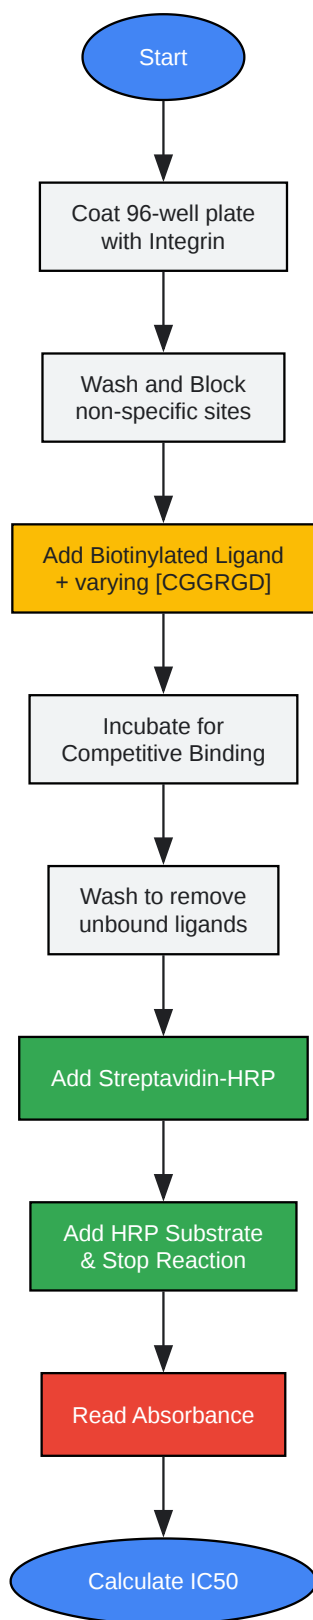 Start
Coat 96-well plate
with Integrin
Wash and Block
non-specific sites
Add Biotinylated Ligand
+ varying [CGGRGD]
Incubate for
Competitive Binding
Wash to remove
unbound ligands
Add Streptavidin-HRP
Add HRP Substrate
& Stop Reaction
Read Absorbance
Calculate IC50